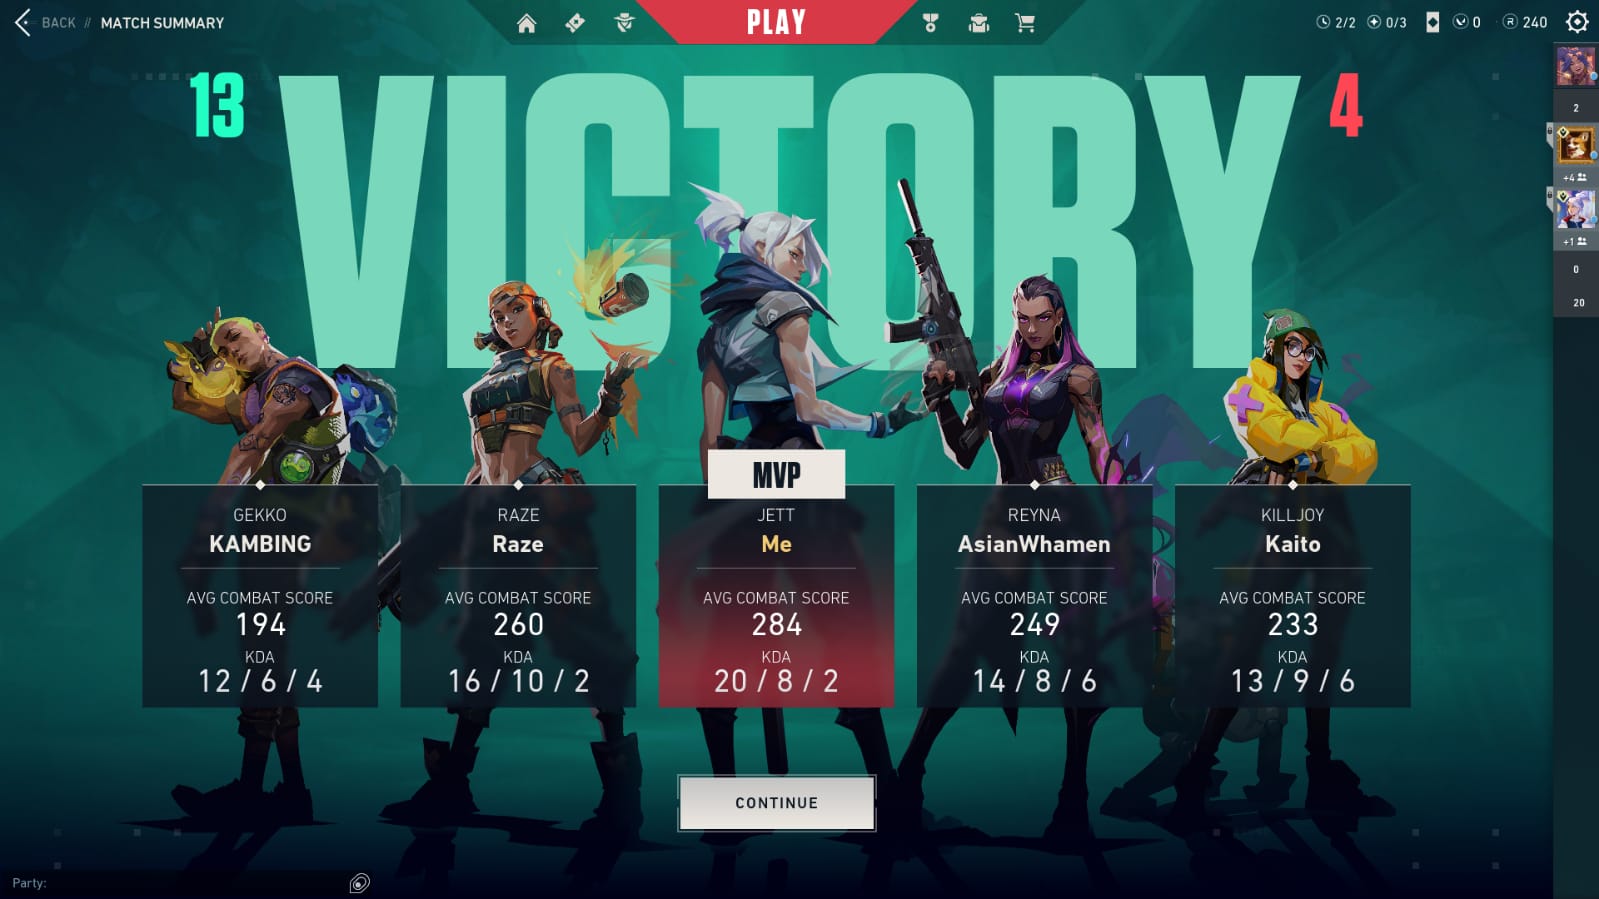 BACK // MATCH SUMMARY
PLAY
2/2 0/3 0 R 240
13
VICTORY
4
2
+4
+1
0
20
MVP
GEKKO
KAMBING
AVG COMBAT SCORE
194
KDA
12 / 6 / 4
RAZE
Raze
AVG COMBAT SCORE
260
KDA
16 / 10 / 2
JETT
Me
AVG COMBAT SCORE
284
KDA
20 / 8 / 2
REYNA
AsianWhamen
AVG COMBAT SCORE
249
KDA
14 / 8 / 6
KILLJOY
Kaito
AVG COMBAT SCORE
233
KDA
13 / 9 / 6
CONTINUE
Party: